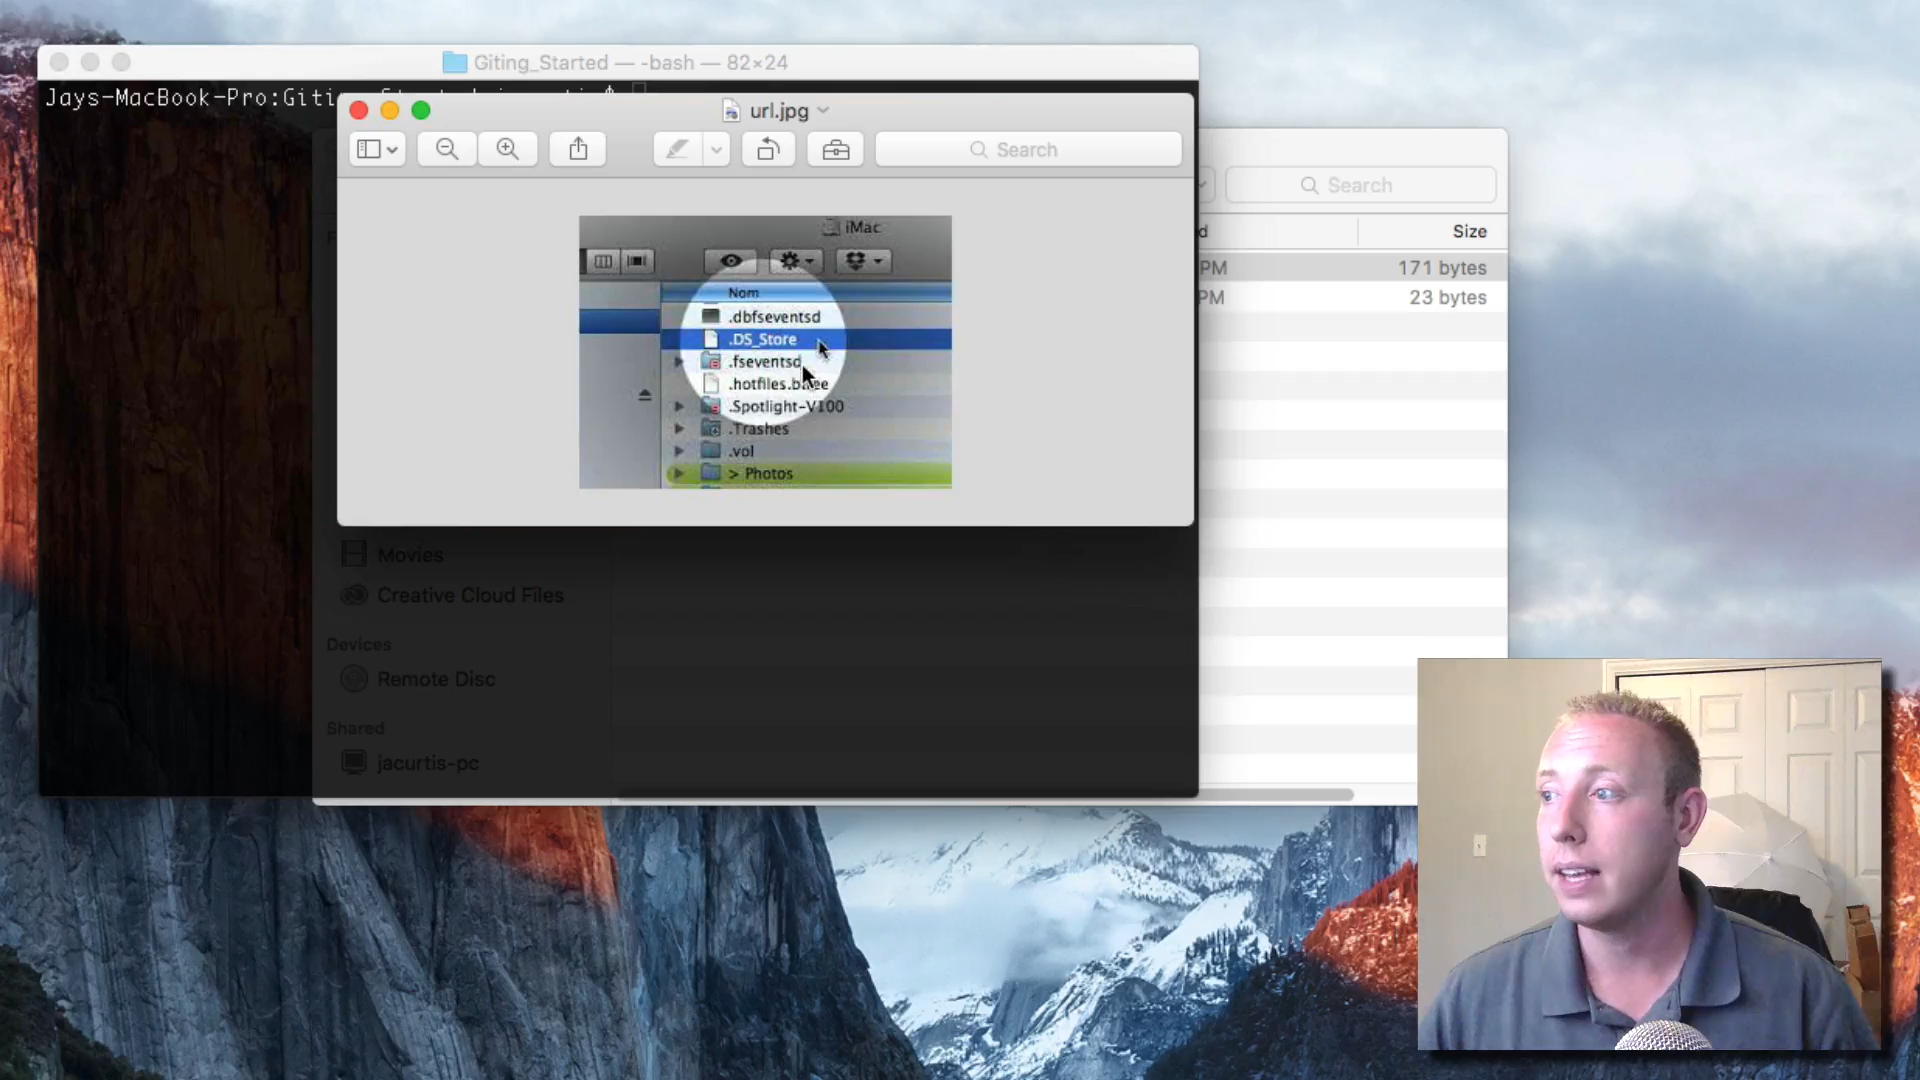 Giting_Started — -bash — 82×24
Jays-MacBook-Pro:Giti
url.jpg
Search
Search
iMac
Nom
.dbfseventsd
.DS_Store
.fseventsd
.Spotlight-V100
.Trashes
.vol
> Photos
d
Size
PM
171 bytes
PM
23 bytes
Movies
Creative Cloud Files
Devices
Remote Disc
Shared
jacurtis-pc